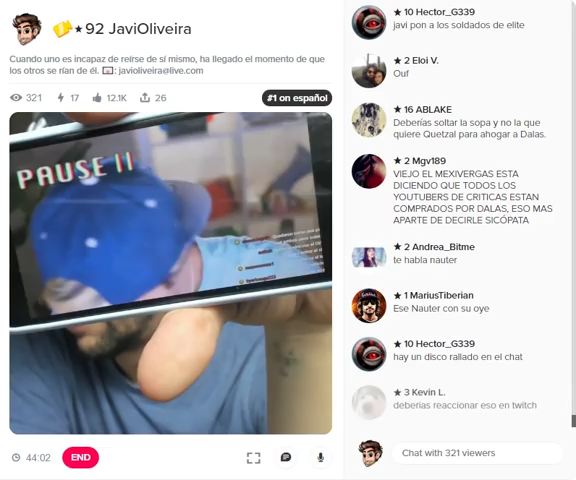 92 JaviOliveira
Cuando uno es incapaz de reírse de sí mismo, ha llegado el momento de que
los otros se rían de él. : javioliveira@live.com
321 17 12.1K 26 #1 on español
PAUSE II
44:02 END
10 Hector_G339
javi pon a los soldados de elite
2 Eloi V.
Ouf
16 ABLAKE
Deberías soltar la sopa y no la que
quiere Quetzal para ahogar a Dalas.
2 Mgv189
VIEJO EL MEXIVERGAS ESTA
DICIENDO QUE TODOS LOS
YOUTUBERS DE CRITICAS ESTAN
COMPRADOS POR DALAS, ESO MAS
APARTE DE DECIRLE SICÓPATA
2 Andrea_Bitme
te habla nauter
1 MariusTiberian
Ese Nauter con su oye
10 Hector_G339
hay un disco rallado en el chat
3 Kevin L.
deberias reaccionar eso en twitch
Chat with 321 viewers